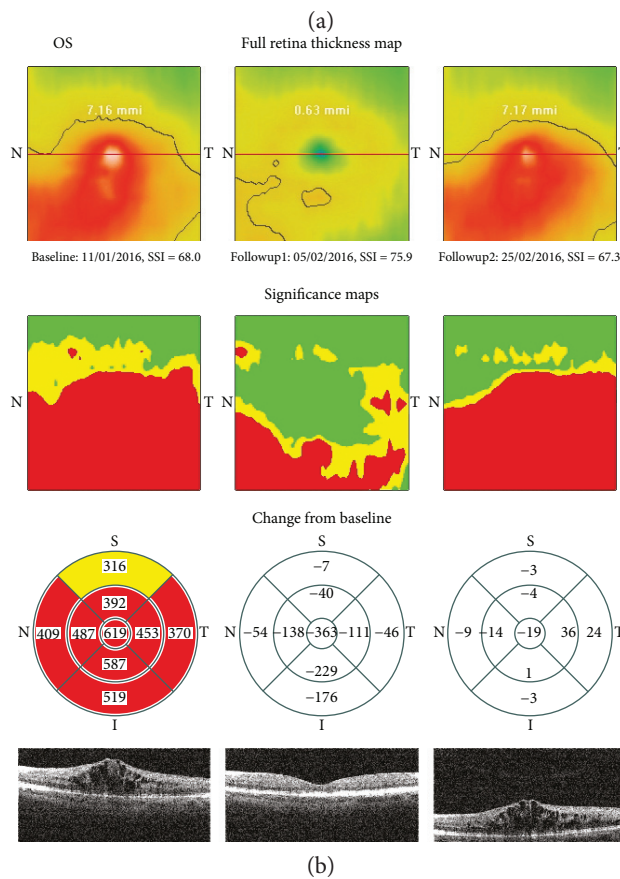 (a)
OS Full retina thickness map
7.16 mmi 0.63 mmi 7.17 mmi
N T N T N T
Baseline: 11/01/2016, SSI = 68.0 Followup1: 05/02/2016, SSI = 75.9 Followup2: 25/02/2016, SSI = 67.3
Significance maps
N T N T N T
Change from baseline
S S S
316 −7 −3
392 −40 −4
N 409 487 619 453 370 T N −54 −138 −363 −111 −46 T N −9 −14 −19 36 24 T
587 −229 1
519 −176 −3
I I I
(b)